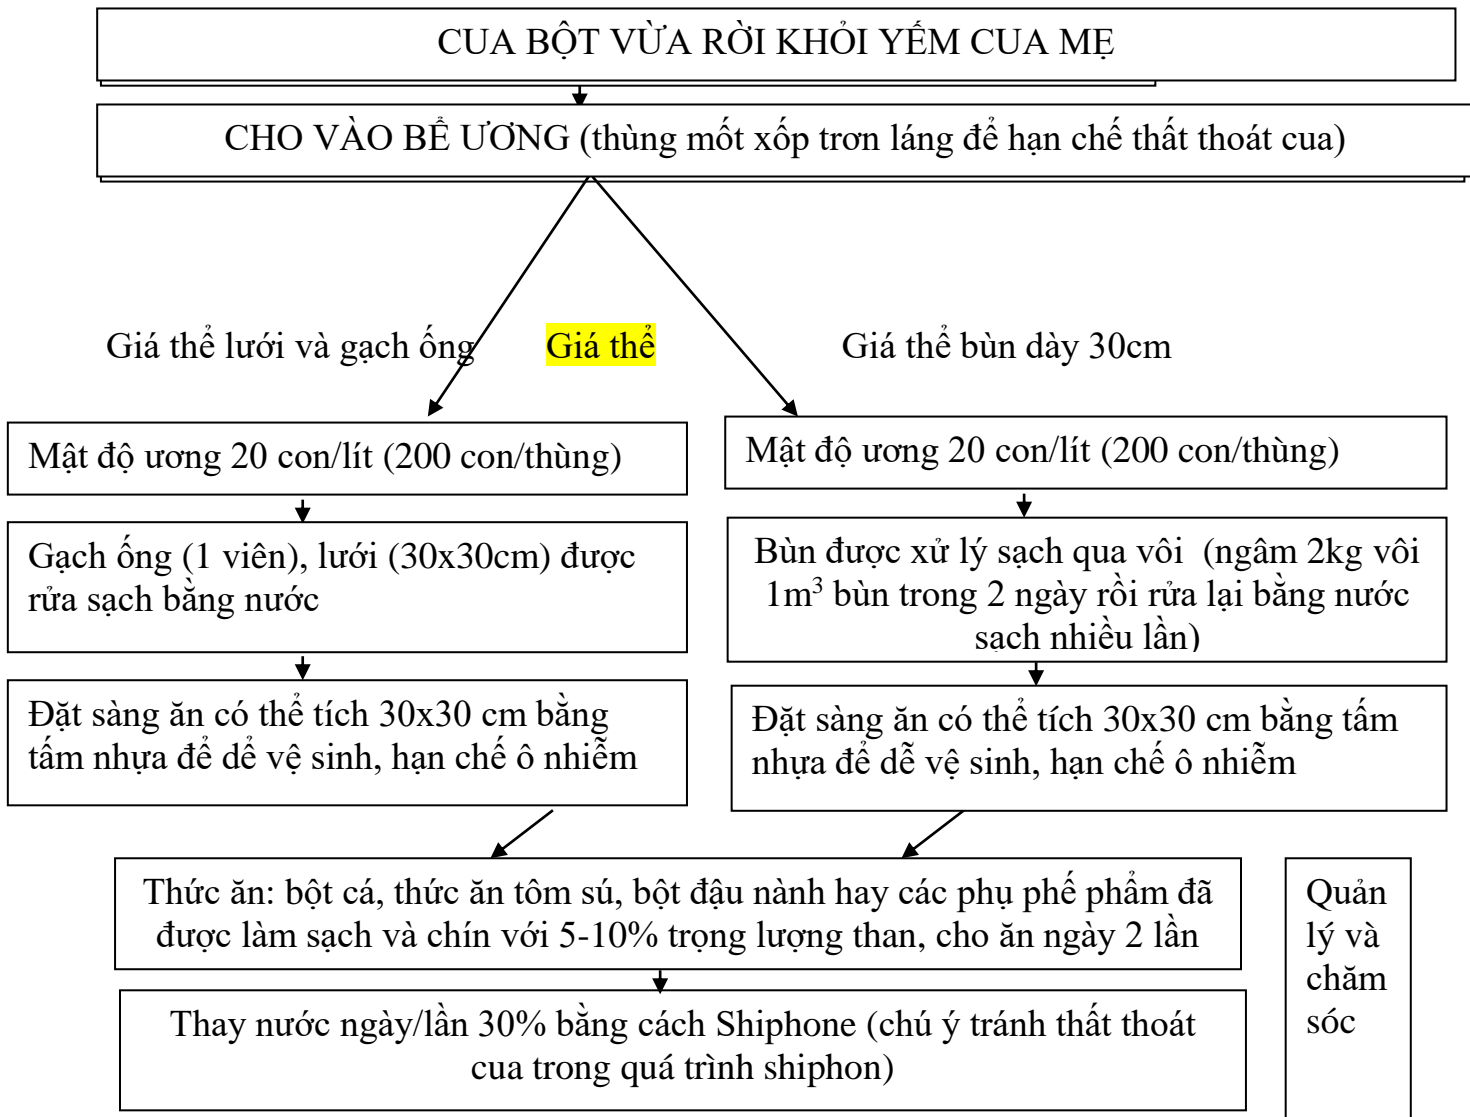 CUA BỘT VỪA RỜI KHỎI YẾM CUA MẸ
CHO VÀO BỂ ƯƠNG (thùng mốt xốp trơn láng để hạn chế thất thoát cua)
Giá thể lưới và gạch ống
Giá thể
Giá thể bùn dày 30cm
Mật độ ương 20 con/lít (200 con/thùng)
Gạch ống (1 viên), lưới (30x30cm) được
rửa sạch bằng nước
Đặt sàng ăn có thể tích 30x30 cm bằng
tấm nhựa để dể vệ sinh, hạn chế ô nhiễm
Mật độ ương 20 con/lít (200 con/thùng)
Bùn được xử lý sạch qua vôi (ngâm 2kg vôi
1m³ bùn trong 2 ngày rồi rửa lại bằng nước
sạch nhiều lần)
Đặt sàng ăn có thể tích 30x30 cm bằng tấm
nhựa để dễ vệ sinh, hạn chế ô nhiễm
Thức ăn: bột cá, thức ăn tôm sú, bột đậu nành hay các phụ phế phẩm đã
được làm sạch và chín với 5-10% trọng lượng than, cho ăn ngày 2 lần
Thay nước ngày/lần 30% bằng cách Shiphone (chú ý tránh thất thoát
cua trong quá trình shiphon)
Quản
lý và
chăm
sóc